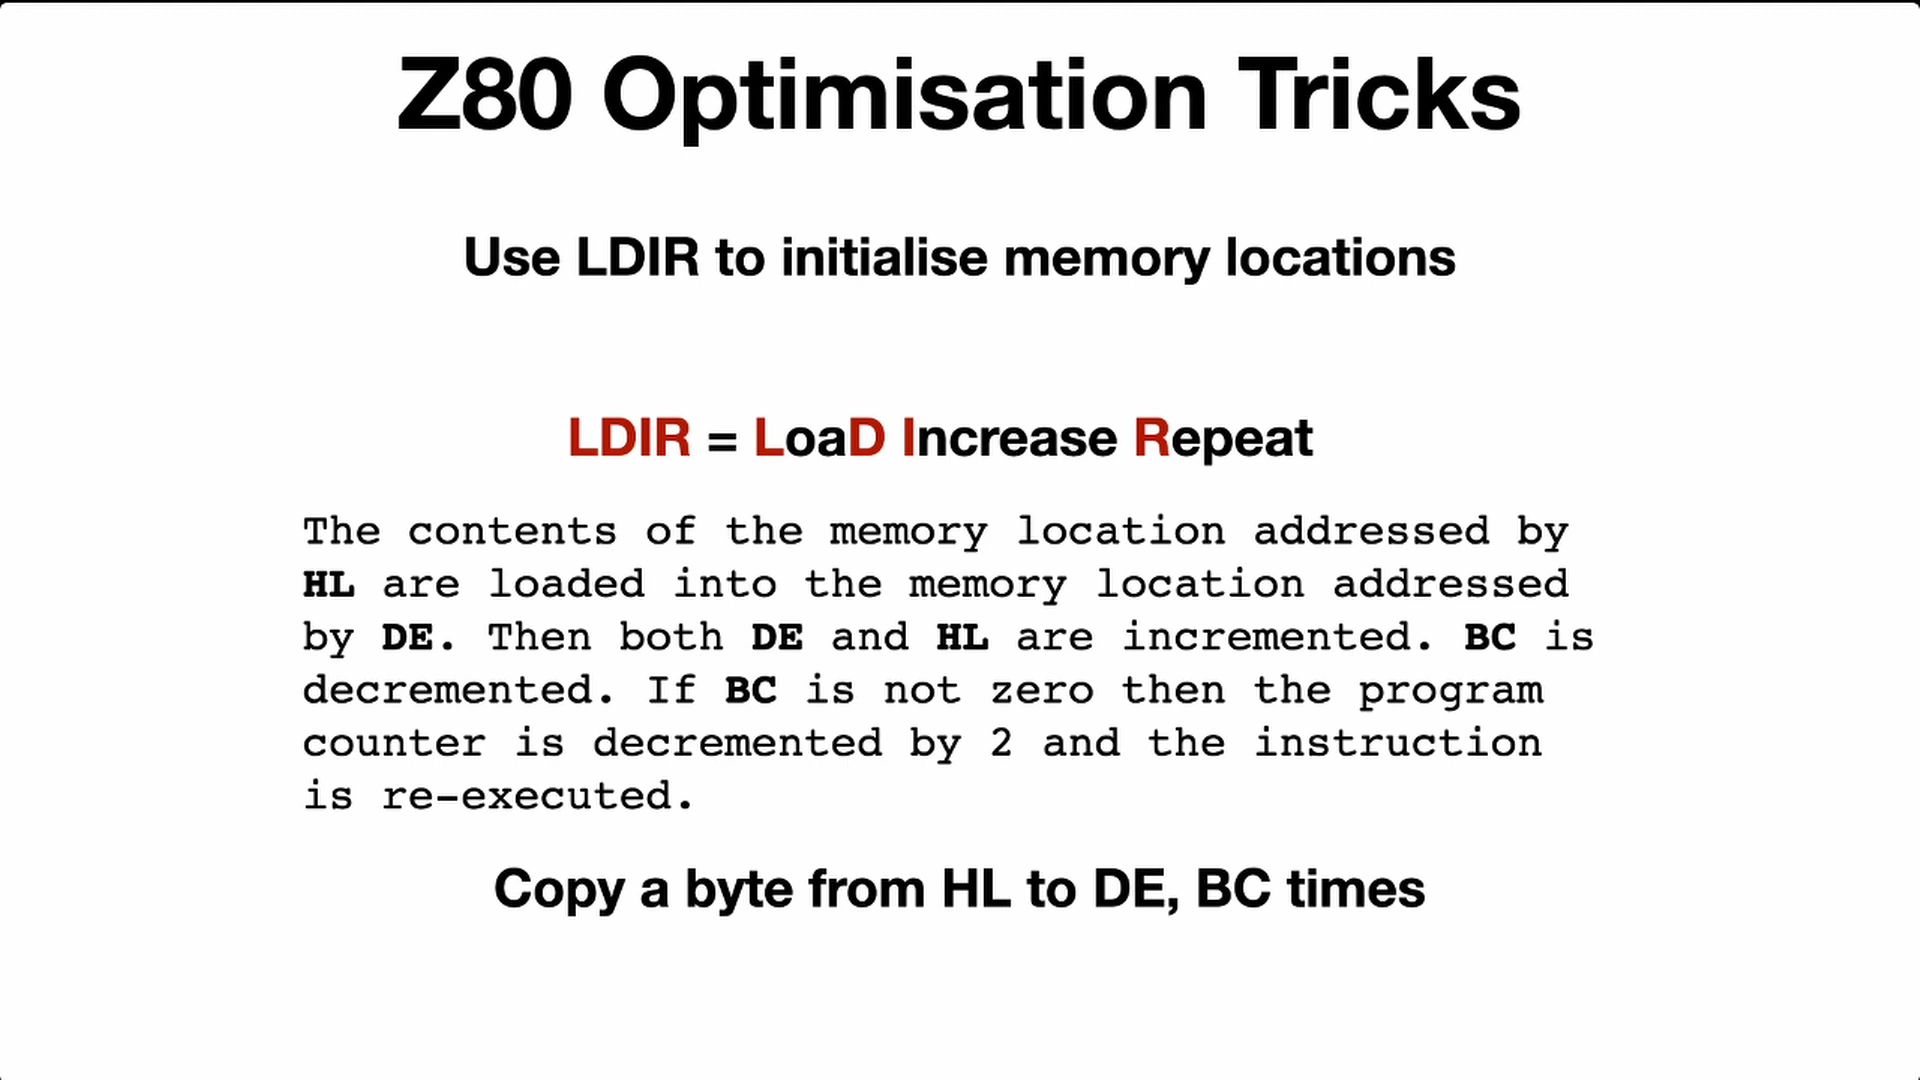 Z80 Optimisation Tricks
Use LDIR to initialise memory locations
LDIR = LoaD Increase Repeat
The contents of the memory location addressed by
HL are loaded into the memory location addressed
by DE. Then both DE and HL are incremented. BC is
decremented. If BC is not zero then the program
counter is decremented by 2 and the instruction
is re-executed.
Copy a byte from HL to DE, BC times